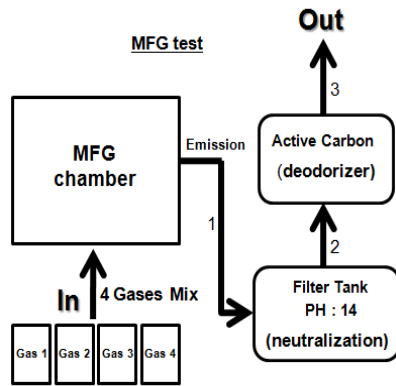 MFG test
Out
3
MFG
chamber
Emission
1
Active Carbon
(deodorizer)
2
In
4 Gases Mix
Filter Tank
PH : 14
(neutralization)
Gas 1
Gas 2
Gas 3
Gas 4